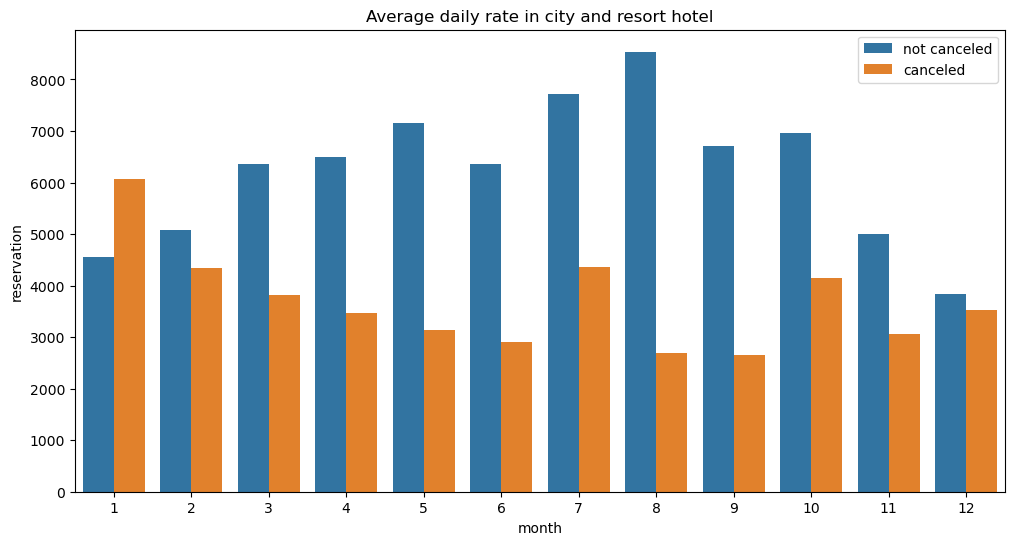 Average daily rate in city and resort hotel
not canceled
canceled
8000
7000
6000
5000
4000
3000
2000
1000
0
reservation
1 2 3 4 5 6 7 8 9 10 11 12
month